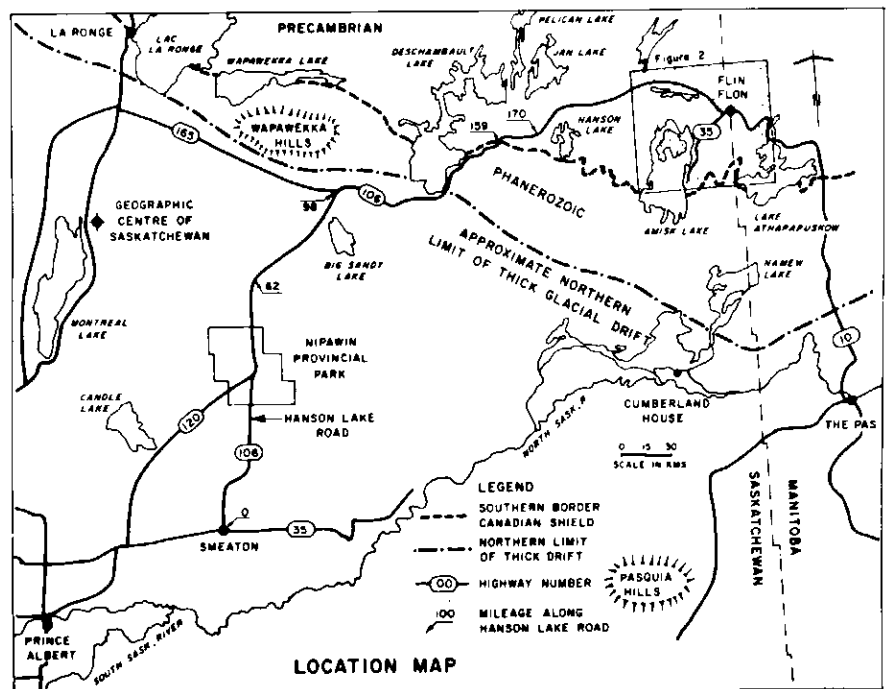 LA RONGE
LAC
LA RONGE
PRECAMBRIAN
WAPAWEKKA LAKE
DESCHAMBAULT
LAKE
PELICAN LAKE
JAN LAKE
Figure 2
FLIN
FLON
N
165
WAPAWEKKA
HILLS
159
170
HANSON
LAKE
35
GEOGRAPHIC
CENTRE OF
SASKATCHEWAN
98
106
PHANEROZOIC
AMISK LAKE
LAKE
ATHAPAPUSKOW
BIG SANDY
LAKE
APPROXIMATE NORTHERN
LIMIT OF THICK GLACIAL DRIFT
NAMEW
LAKE
62
MONTREAL
LAKE
NIPAWIN
PROVINCIAL
PARK
10
CANDLE
LAKE
120
HANSON LAKE
ROAD
CUMBERLAND
HOUSE
THE PAS
NORTH SASK. R
106
0 15 30
SCALE IN KMS
SASKATCHEWAN
MANITOBA
0
SMEATON
35
LEGEND
SOUTHERN BORDER
CANADIAN SHIELD
NORTHERN LIMIT
OF THICK DRIFT
00 HIGHWAY NUMBER
100 MILEAGE ALONG
HANSON LAKE ROAD
PASQUIA
HILLS
PRINCE
ALBERT
SOUTH SASK. RIVER
LOCATION MAP